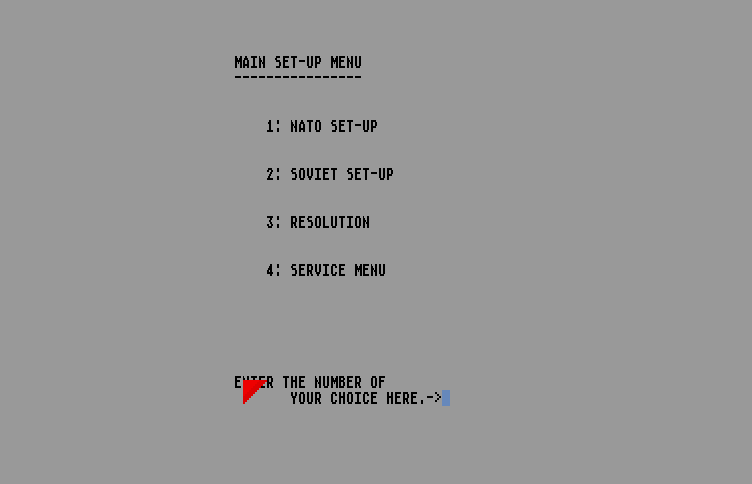 MAIN SET-UP MENU
----------------
1: NATO SET-UP
2: SOVIET SET-UP
3: RESOLUTION
4: SERVICE MENU
ENTER THE NUMBER OF
YOUR CHOICE HERE.->